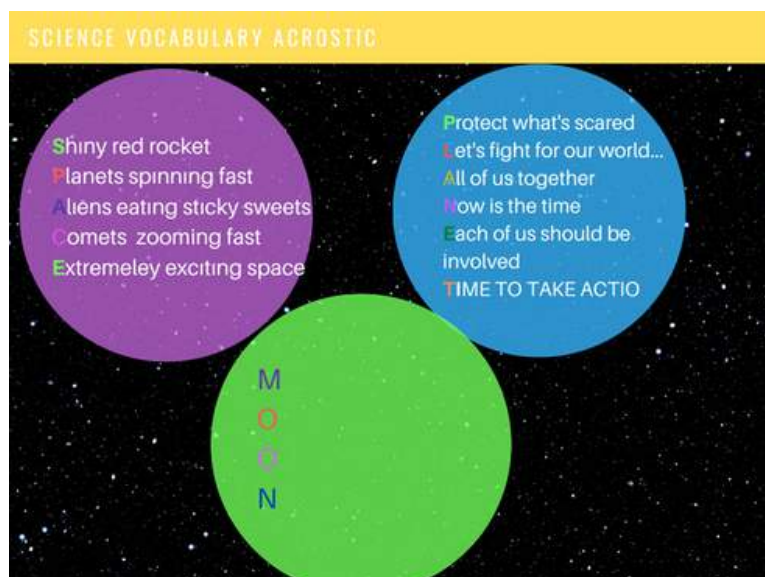 SCIENCE VOCABULARY ACROSTIC
Shiny red rocket
Planets spinning fast
Aliens eating sticky sweets
Comets zooming fast
Extremeley exciting space
Protect what's scared
Let's fight for our world...
All of us together
Now is the time
Each of us should be
involved
TIME TO TAKE ACTIO
M
O
O
N